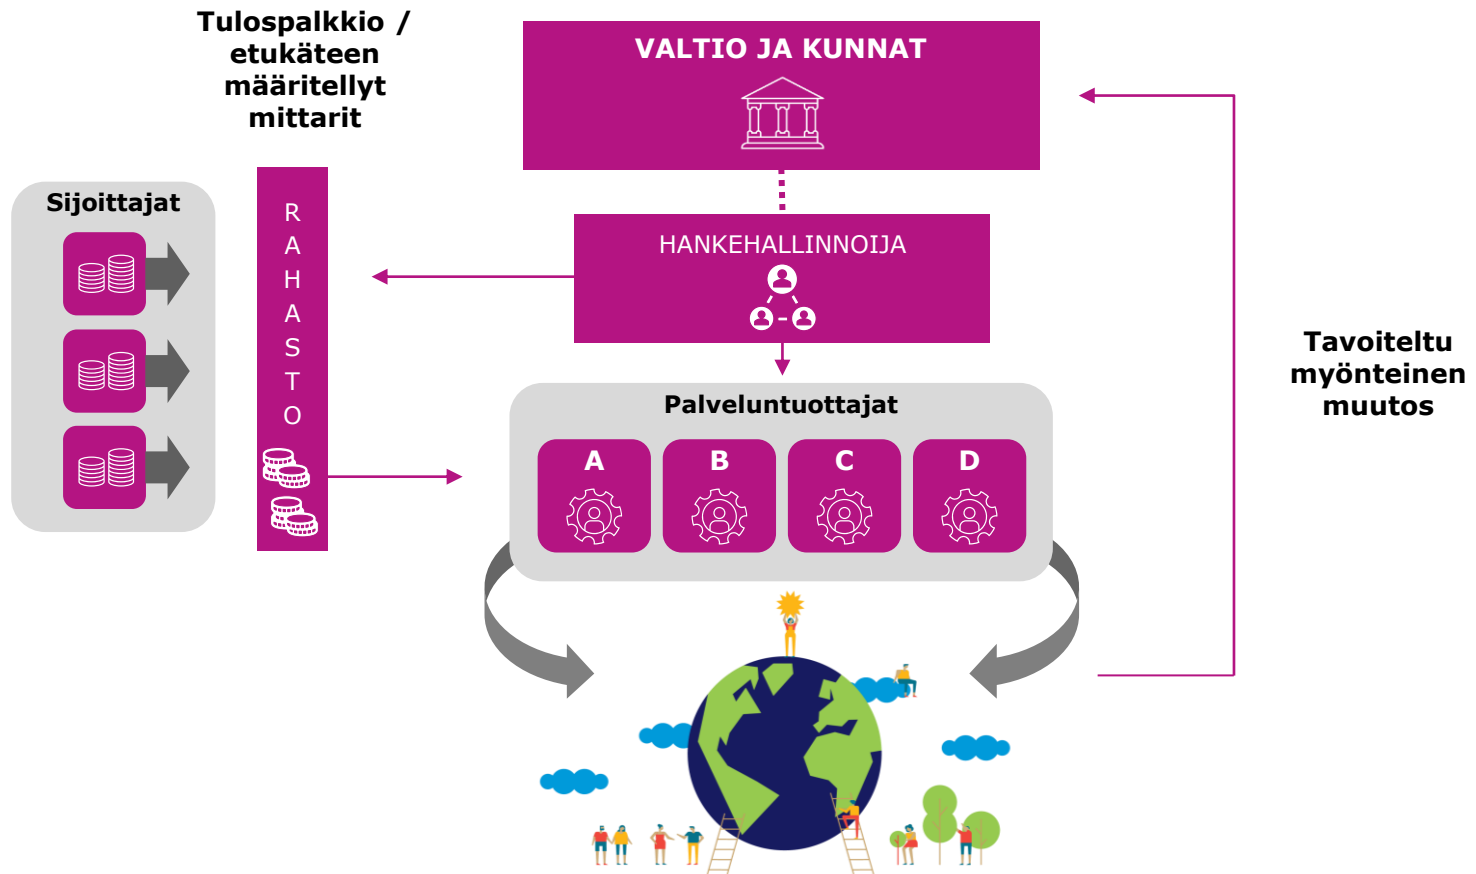 Tulospalkkio /
etukäteen
määritellyt
mittarit
VALTIO JA KUNNAT
Sijoittajat
R
A
H
A
S
T
O
HANKEHALLINNOIJA
Palveluntuottajat
A
B
C
D
Tavoiteltu
myönteinen
muutos